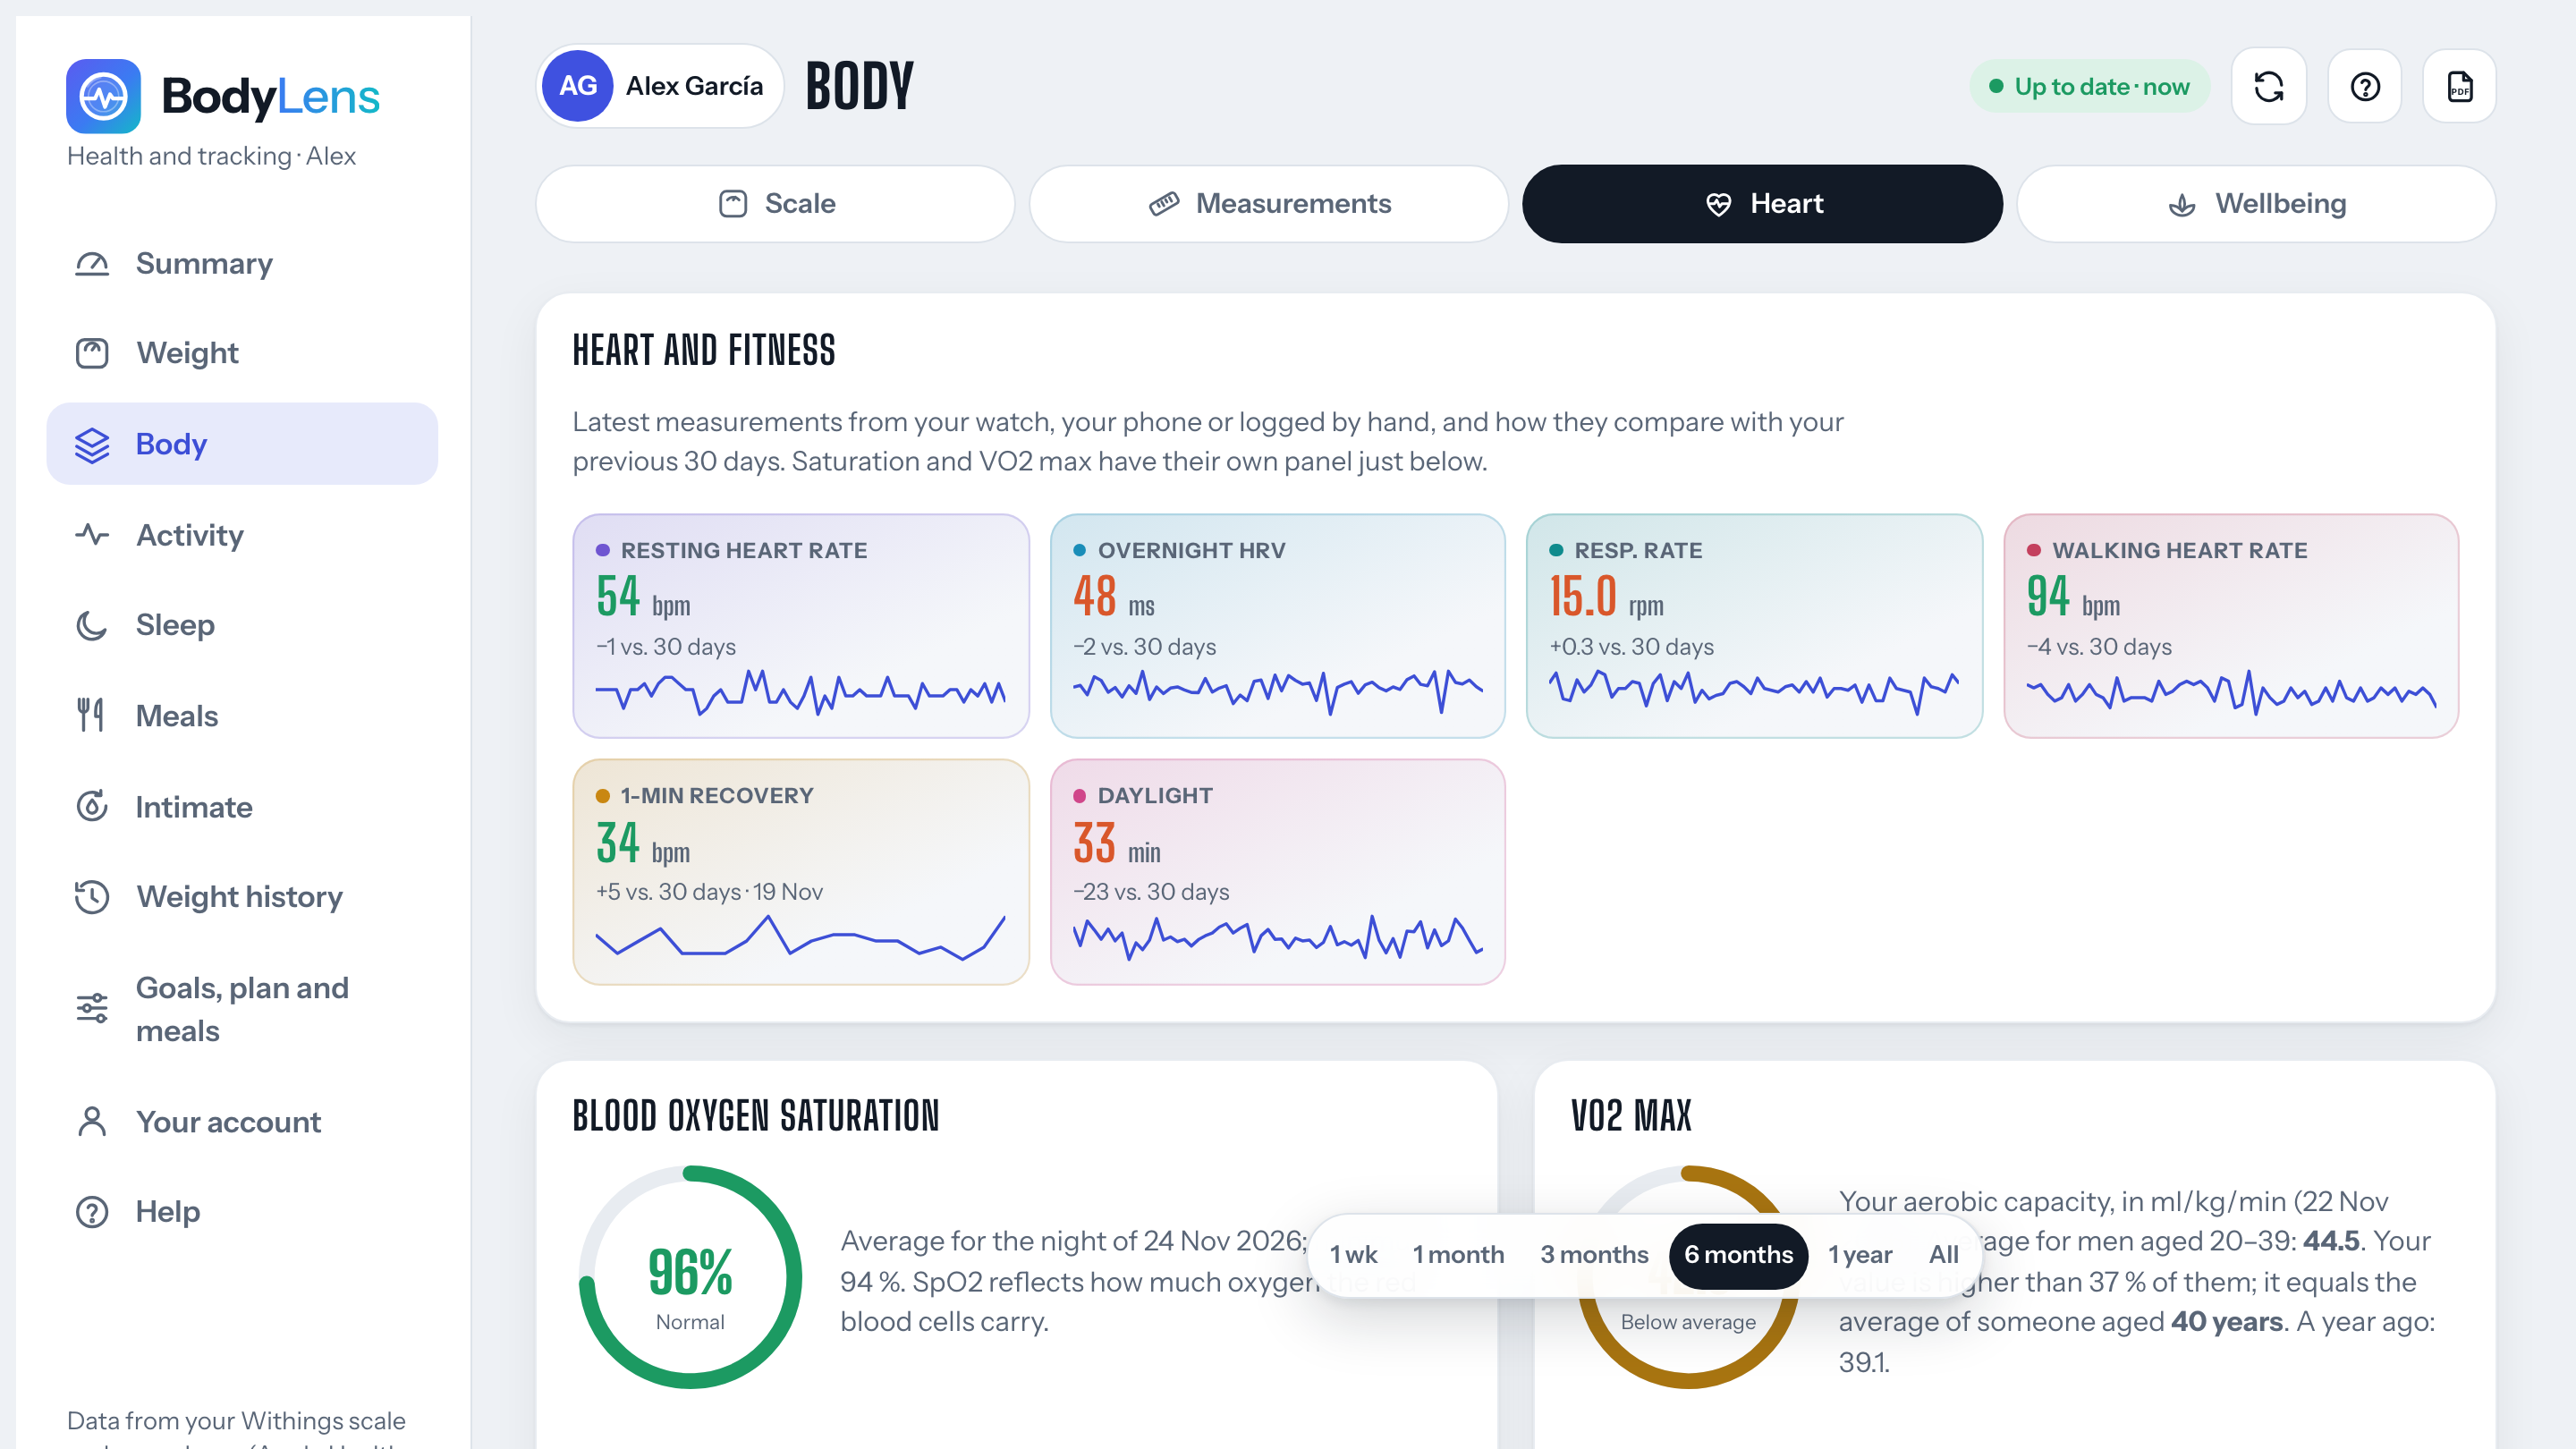 BodyLens
Health and tracking · Alex
Summary
Weight
Body
Activity
Sleep
Meals
Intimate
Weight history
Goals, plan and
meals
Your account
Help
Data from your Withings scale
AG Alex García
BODY
Up to date · now
PDF
Scale
Measurements
Heart
Wellbeing
HEART AND FITNESS
Latest measurements from your watch, your phone or logged by hand, and how they compare with your
previous 30 days. Saturation and VO2 max have their own panel just below.
RESTING HEART RATE
54 bpm
−1 vs. 30 days
OVERNIGHT HRV
48 ms
−2 vs. 30 days
RESP. RATE
15.0 rpm
+0.3 vs. 30 days
WALKING HEART RATE
94 bpm
−4 vs. 30 days
1-MIN RECOVERY
34 bpm
+5 vs. 30 days · 19 Nov
DAYLIGHT
33 min
−23 vs. 30 days
BLOOD OXYGEN SATURATION
96%
Normal
Average for the night of 24 Nov 2026;
94 %. SpO2 reflects how much oxygen the red
blood cells carry.
VO2 MAX
Below average
Your aerobic capacity, in ml/kg/min (22 Nov
for men aged 20–39: 44.5. Your
value is higher than 37 % of them; it equals the
average of someone aged 40 years. A year ago:
39.1.
1 wk
1 month
3 months
6 months
1 year
All